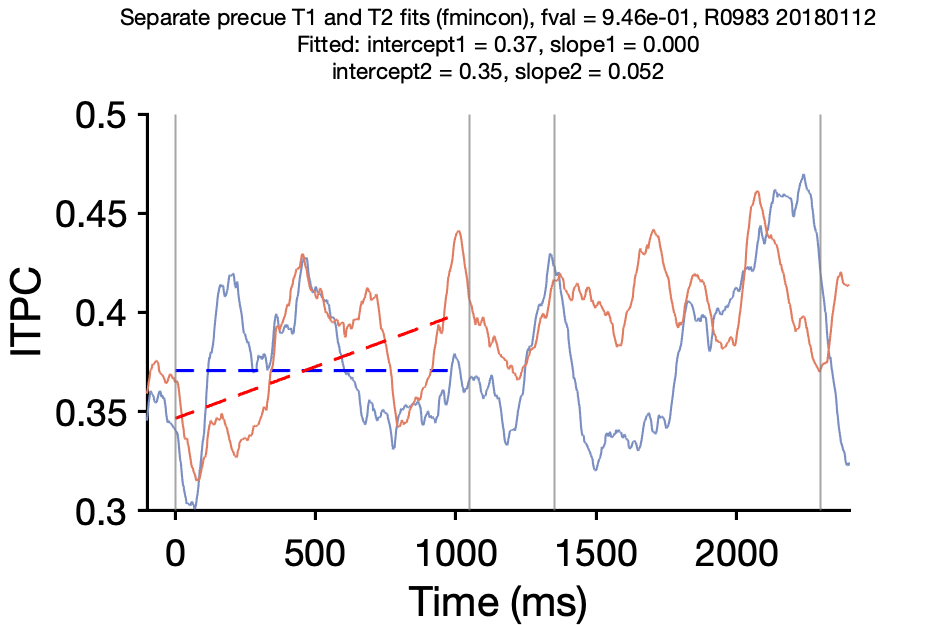 Separate precue T1 and T2 fits (fmincon), fval = 9.46e-01, R0983 20180112
Fitted: intercept1 = 0.37, slope1 = 0.000
intercept2 = 0.35, slope2 = 0.052
0.5
0.45
0.4
0.35
0.3
ITPC
0
500
1000
1500
2000
Time (ms)